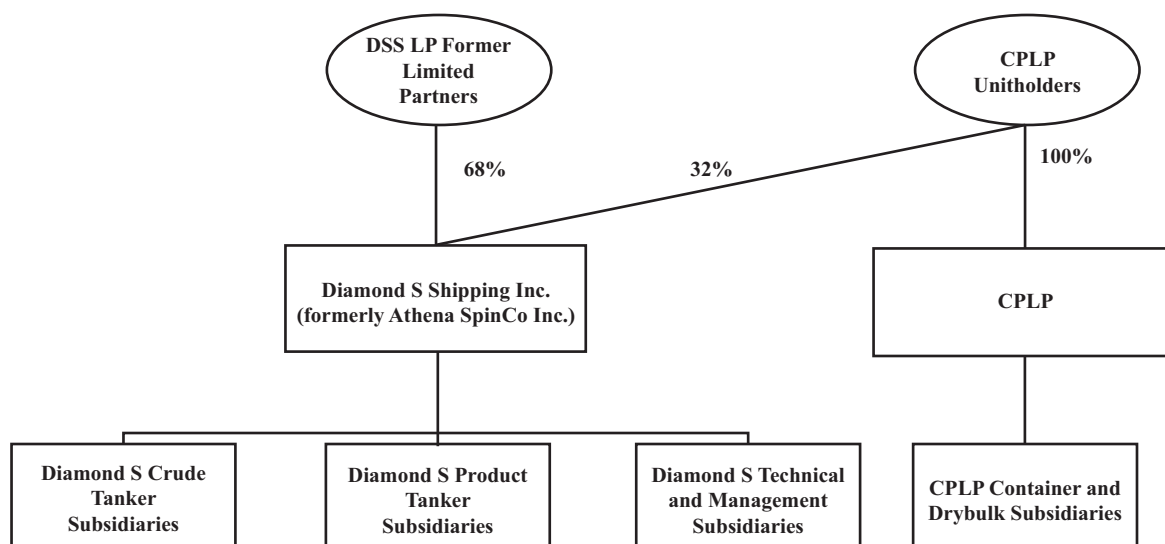 DSS LP Former
Limited
Partners
CPLP
Unitholders
68%
32%
100%
Diamond S Shipping Inc.
(formerly Athena SpinCo Inc.)
CPLP
Diamond S Crude
Tanker
Subsidiaries
Diamond S Product
Tanker
Subsidiaries
Diamond S Technical
and Management
Subsidiaries
CPLP Container and
Drybulk Subsidiaries